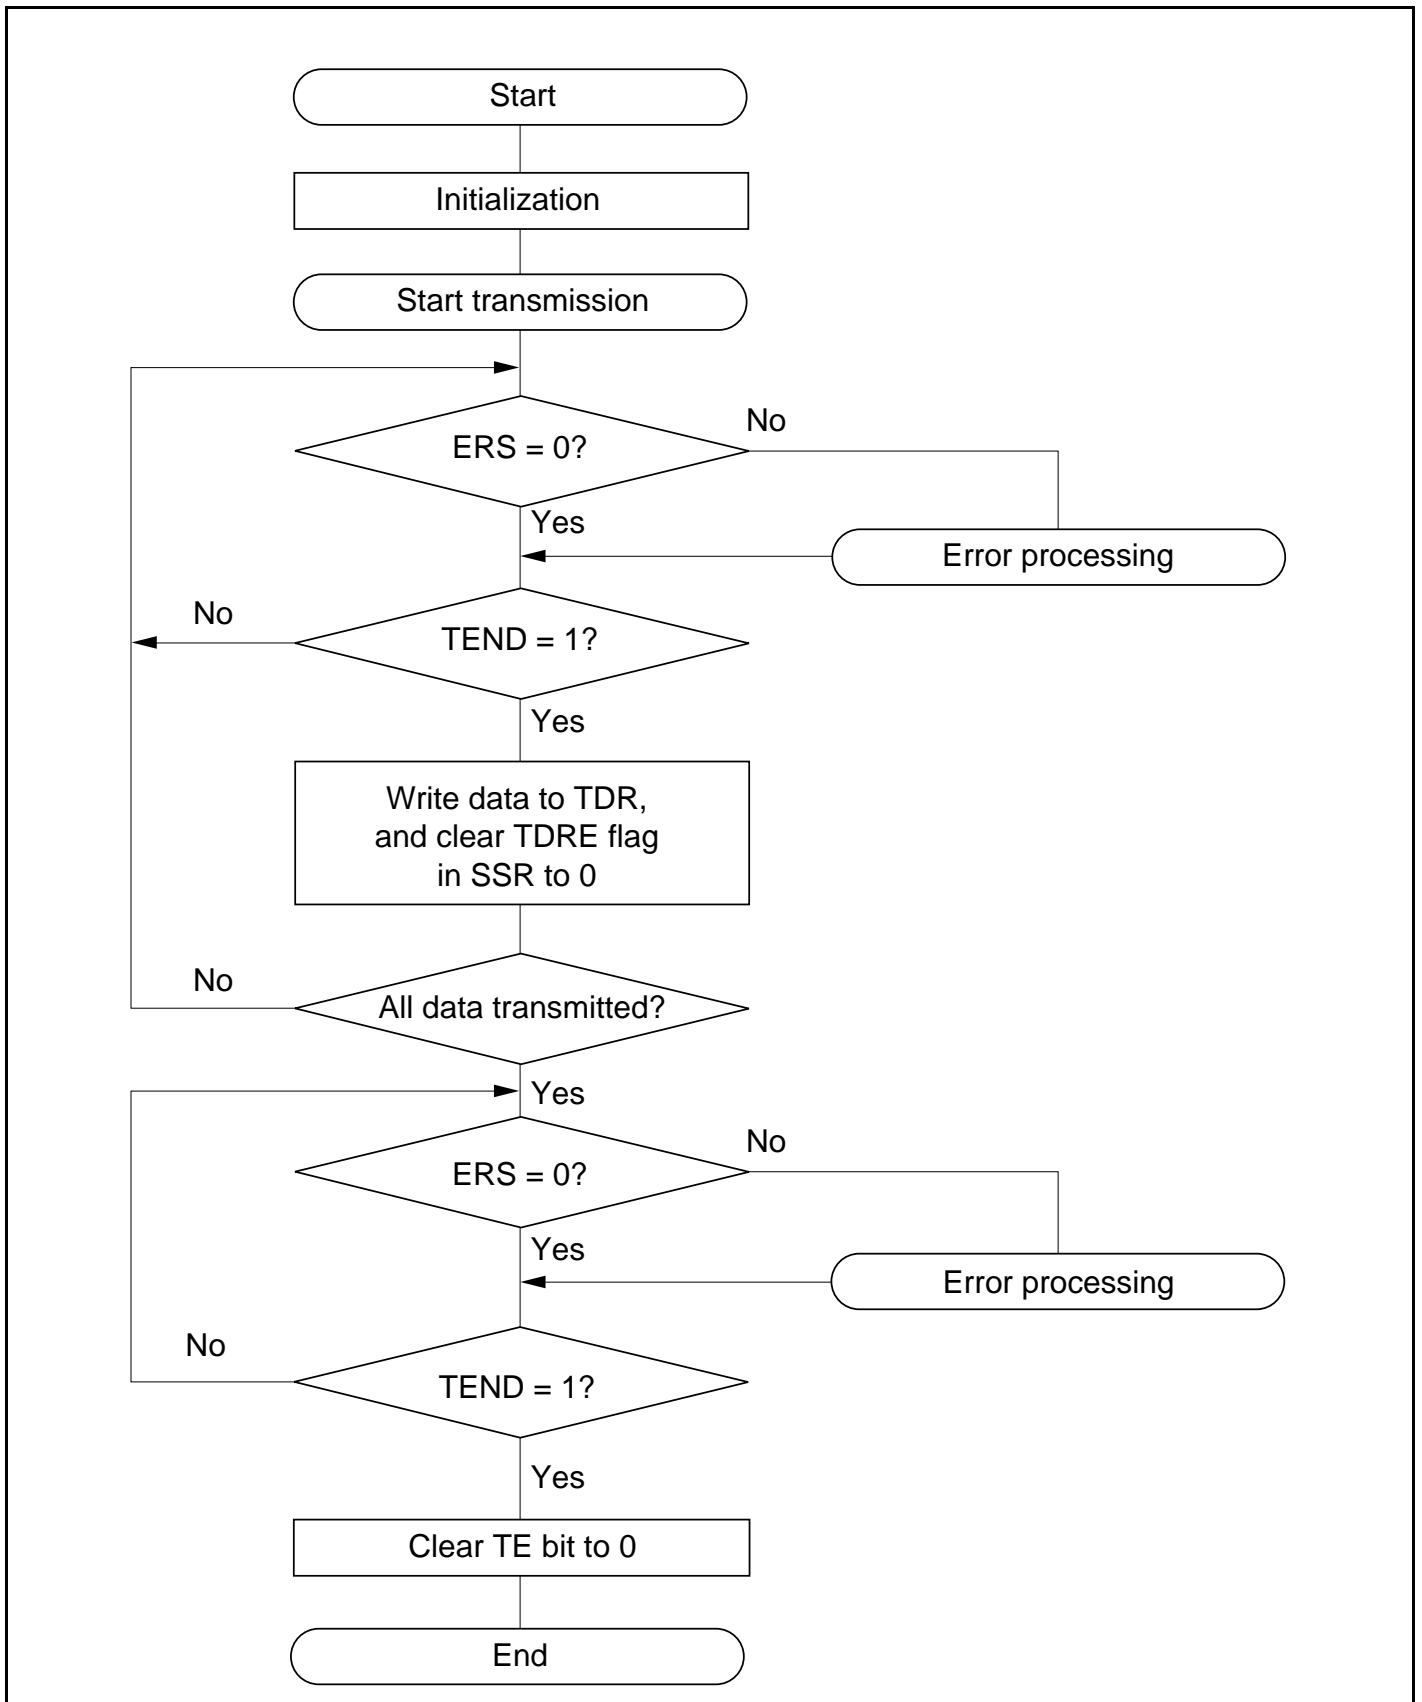 Start
Initialization
Start transmission
ERS = 0?
No
Yes
Error processing
No
TEND = 1?
Yes
Write data to TDR,
and clear TDRE flag
in SSR to 0
No
All data transmitted?
Yes
ERS = 0?
No
Yes
Error processing
No
TEND = 1?
Yes
Clear TE bit to 0
End